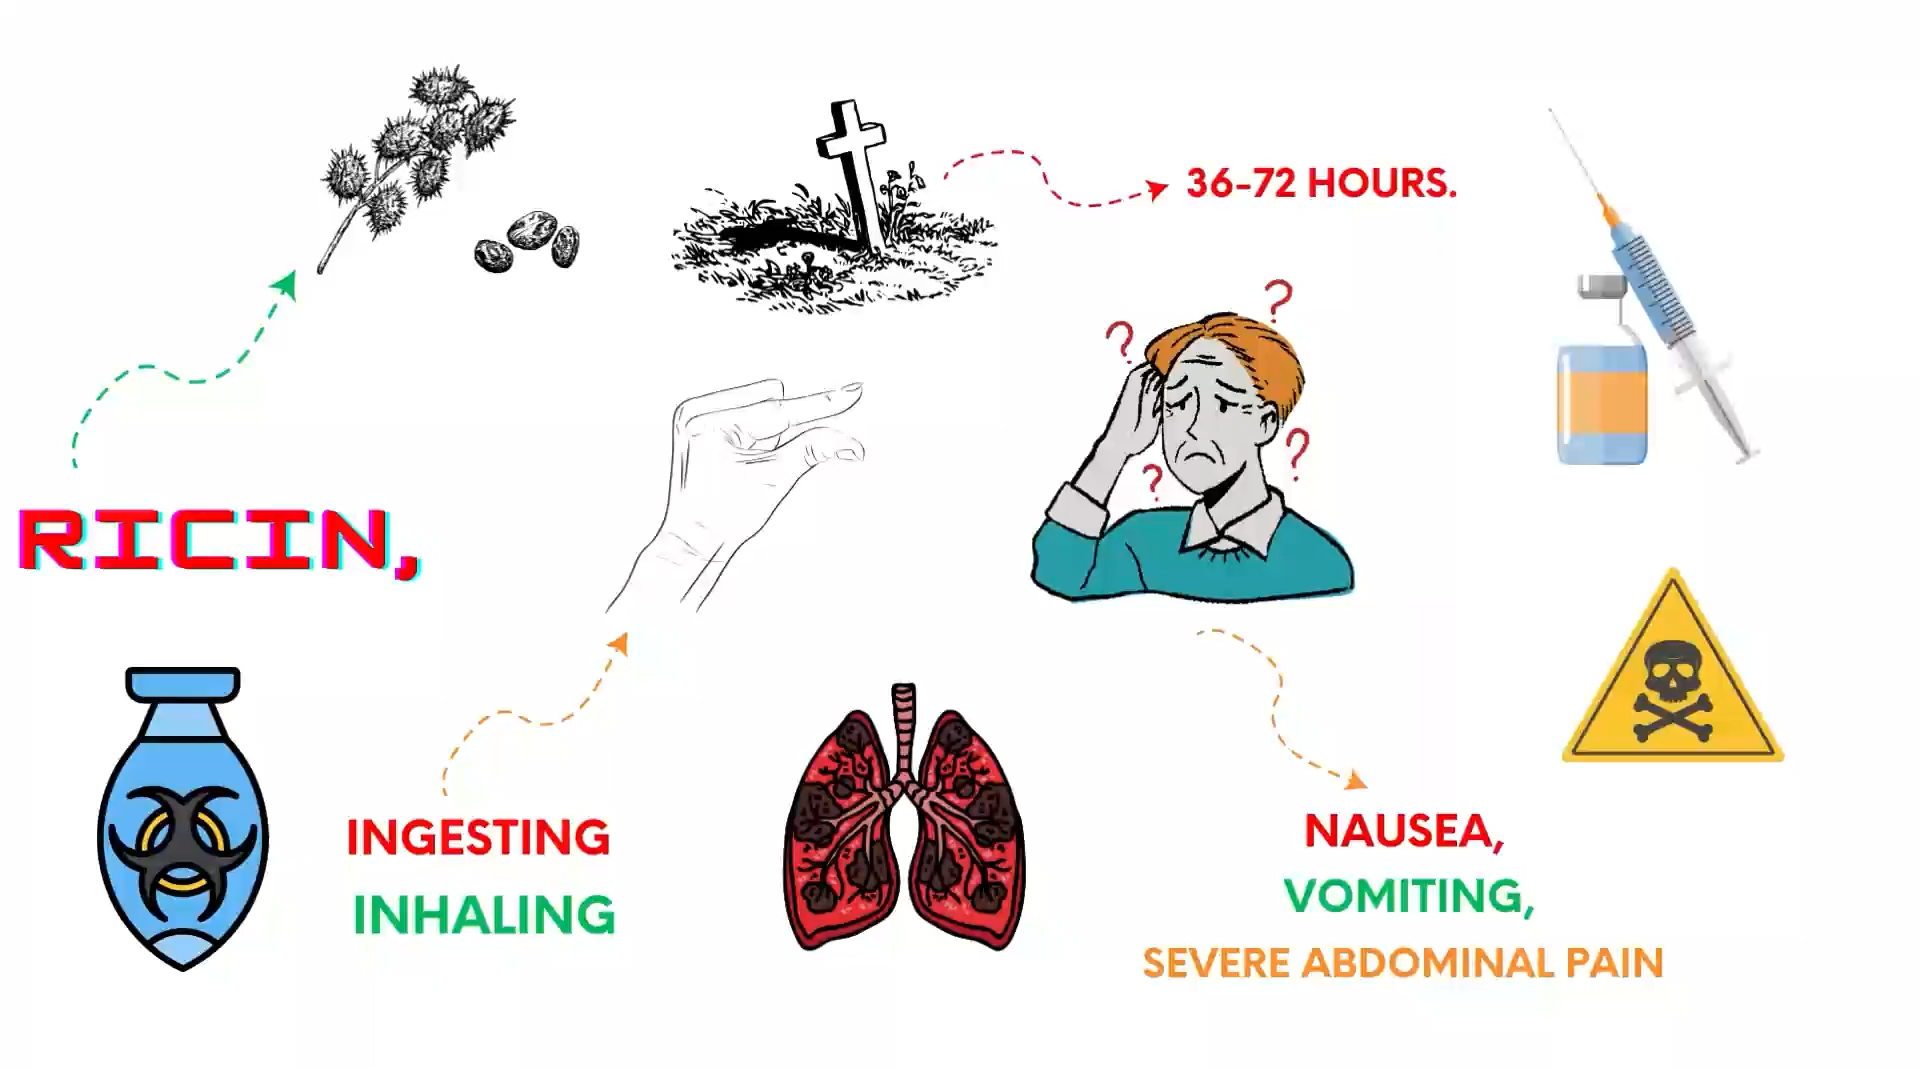 36-72 HOURS.
RICIN,
INGESTING
INHALING
NAUSEA,
VOMITING,
SEVERE ABDOMINAL PAIN